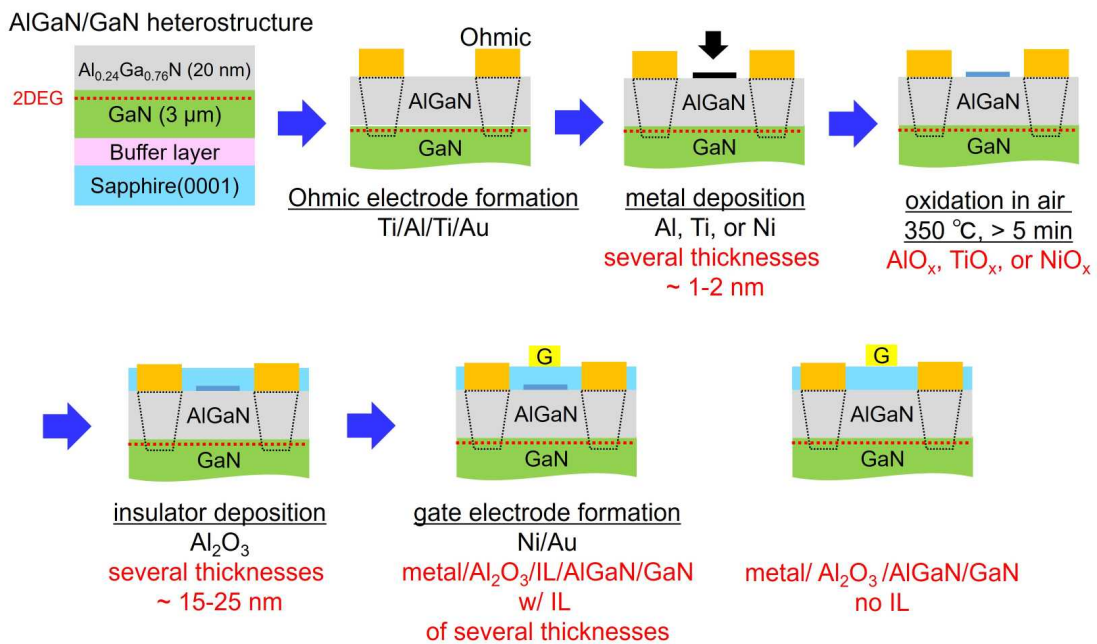 AlGaN/GaN heterostructure
Al₀.₂₄Ga₀.₇₆N (20 nm)
2DEG
GaN (3 μm)
Buffer layer
Sapphire(0001)
Ohmic
AlGaN
GaN
Ohmic electrode formation
Ti/Al/Ti/Au
AlGaN
GaN
metal deposition
Al, Ti, or Ni
several thicknesses
~ 1-2 nm
AlGaN
GaN
oxidation in air
350 ℃, > 5 min
AlOₓ, TiOₓ, or NiOₓ
AlGaN
GaN
insulator deposition
Al₂O₃
several thicknesses
~ 15-25 nm
G
AlGaN
GaN
gate electrode formation
Ni/Au
metal/Al₂O₃/IL/AlGaN/GaN
w/ IL
of several thicknesses
G
AlGaN
GaN
metal/ Al₂O₃ /AlGaN/GaN
no IL